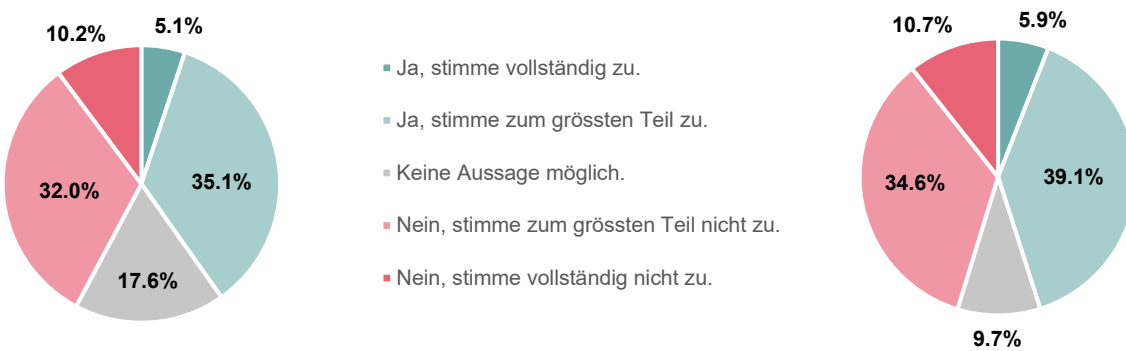 10.2%
5.1%
35.1%
32.0%
17.6%
Ja, stimme vollständig zu.
Ja, stimme zum grössten Teil zu.
Keine Aussage möglich.
Nein, stimme zum grössten Teil nicht zu.
Nein, stimme vollständig nicht zu.
10.7%
5.9%
34.6%
39.1%
9.7%